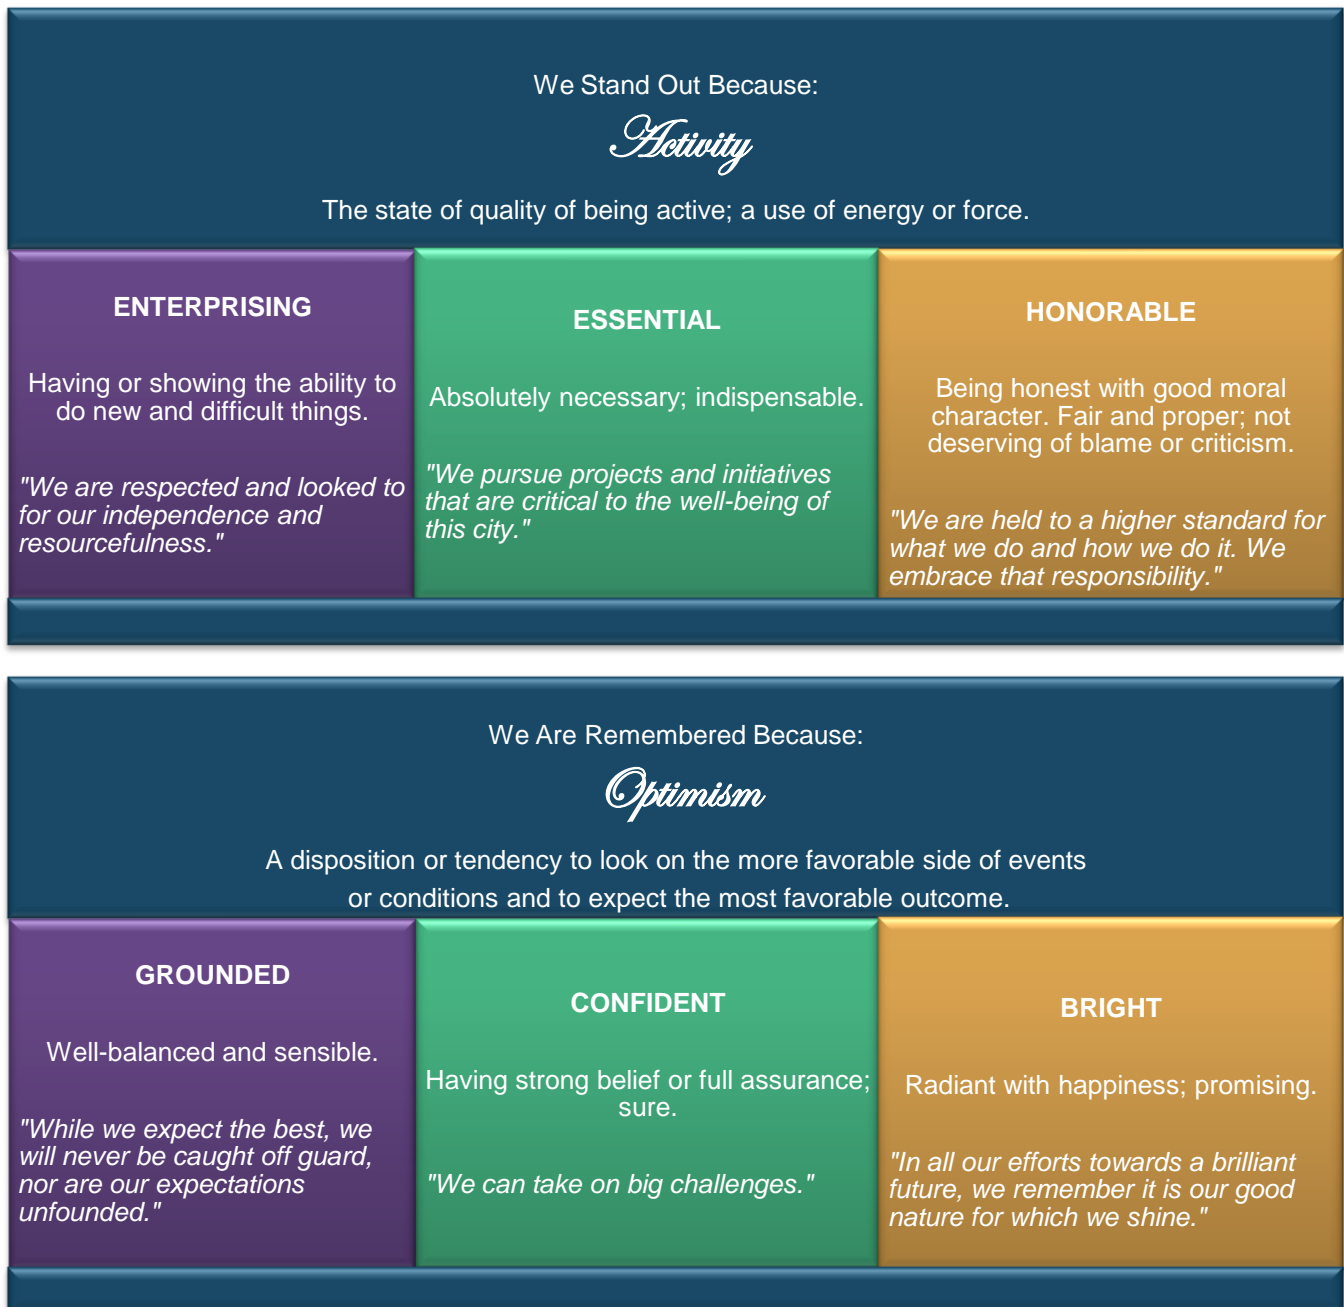 We Stand Out Because:
Activity
The state of quality of being active; a use of energy or force.
ENTERPRISING
Having or showing the ability to
do new and difficult things.
"We are respected and looked to
for our independence and
resourcefulness."
ESSENTIAL
Absolutely necessary; indispensable.
"We pursue projects and initiatives
that are critical to the well-being of
this city."
HONORABLE
Being honest with good moral
character. Fair and proper; not
deserving of blame or criticism.
"We are held to a higher standard for
what we do and how we do it. We
embrace that responsibility."
We Are Remembered Because:
Optimism
A disposition or tendency to look on the more favorable side of events
or conditions and to expect the most favorable outcome.
GROUNDED
Well-balanced and sensible.
"While we expect the best, we
will never be caught off guard,
nor are our expectations
unfounded."
CONFIDENT
Having strong belief or full assurance;
sure.
"We can take on big challenges."
BRIGHT
Radiant with happiness; promising.
"In all our efforts towards a brilliant
future, we remember it is our good
nature for which we shine."